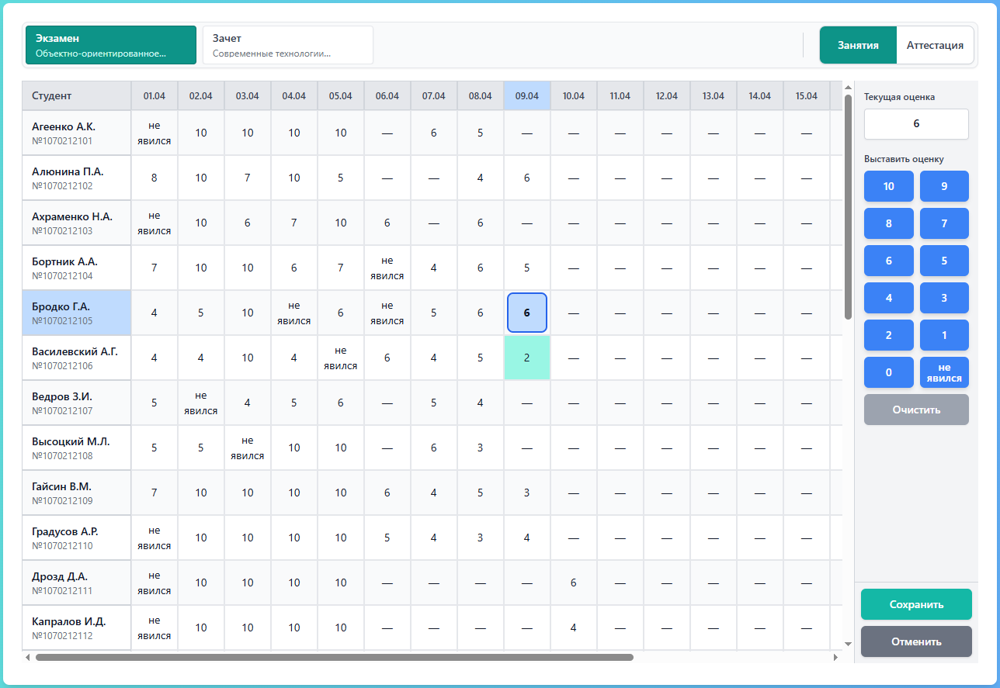 Экзамен
Объектно-ориентированное...
Зачет
Современные технологии...
Занятия
Аттестация
Студент 01.04 02.04 03.04 04.04 05.04 06.04 07.04 08.04 09.04 10.04 11.04 12.04 13.04 14.04 15.04
Агеенко А.К.
№1070212101
не явился 10 10 10 10 — 6 5 — — — — — — —
Алюнина П.А.
№1070212102
8 10 7 10 5 — — 4 6 — — — — — —
Ахраменко Н.А.
№1070212103
не явился 10 6 7 10 6 — 6 — — — — — — —
Бортник А.А.
№1070212104
7 10 10 6 7 не явился 4 6 5 — — — — — —
Бродко Г.А.
№1070212105
4 5 10 не явился 6 не явился 5 6 6 — — — — — —
Василевский А.Г.
№1070212106
4 4 10 4 не явился 6 4 5 2 — — — — — —
Ведров З.И.
№1070212107
5 не явился 4 5 6 — 5 4 — — — — — — —
Высоцкий М.Л.
№1070212108
5 5 не явился 10 10 — 6 3 — — — — — — —
Гайсин В.М.
№1070212109
7 10 10 10 10 6 4 5 3 — — — — — —
Градусов А.Р.
№1070212110
не явился 10 10 10 10 5 4 3 4 — — — — — —
Дрозд Д.А.
№1070212111
не явился 10 10 10 10 — — — — 6 — — — — —
Капралов И.Д.
№1070212112
не явился 10 10 10 10 — — — — 4 — — — — —
Текущая оценка
6
Выставить оценку
10 9
8 7
6 5
4 3
2 1
0 не явился
Очистить
Сохранить
Отменить